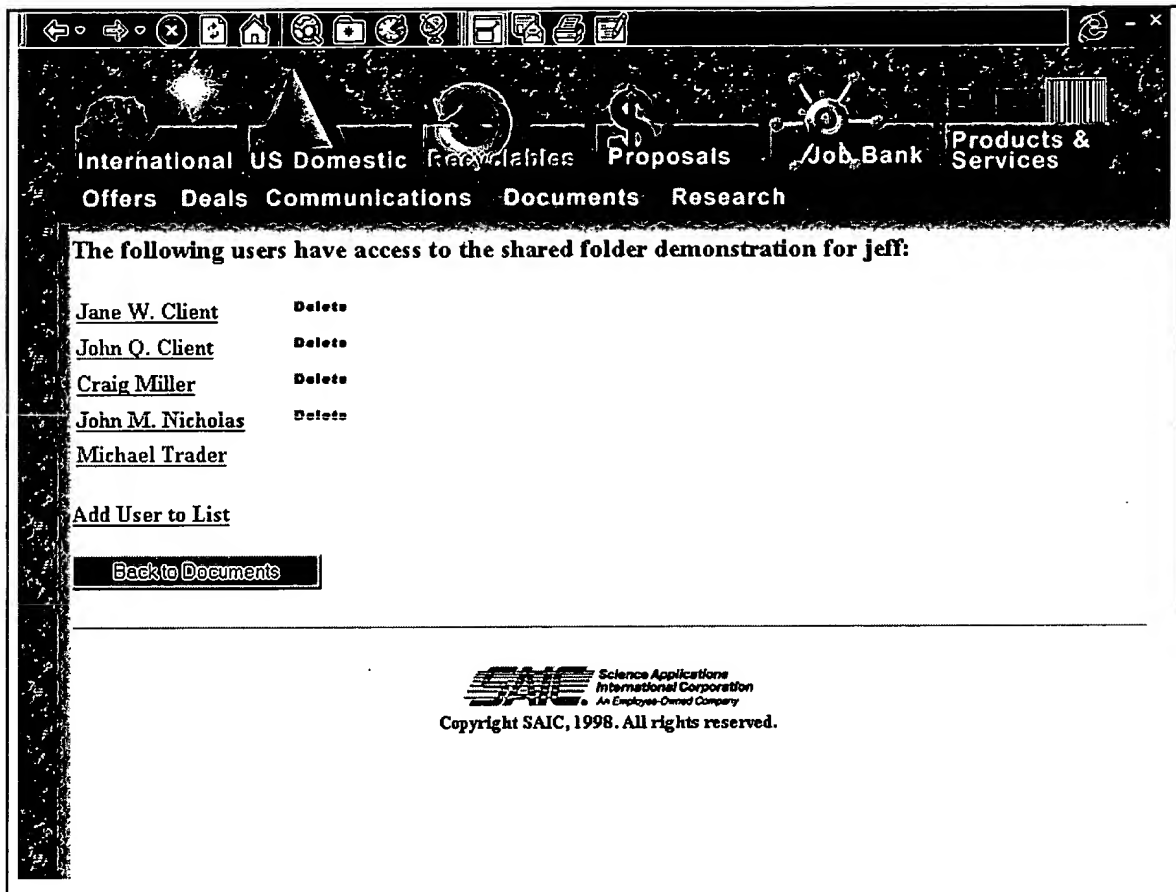 International US Domestic Recyclables Proposals Job Bank Products & Services
Offers Deals Communications Documents Research
The following users have access to the shared folder demonstration for jeff:
Jane W. Client Delete
John Q. Client Delete
Craig Miller Delete
John M. Nicholas Delete
Michael Trader
Add User to List
Back to Documents
SAIC Science Applications
International Corporation
An Employee-Owned Company
Copyright SAIC, 1998. All rights reserved.